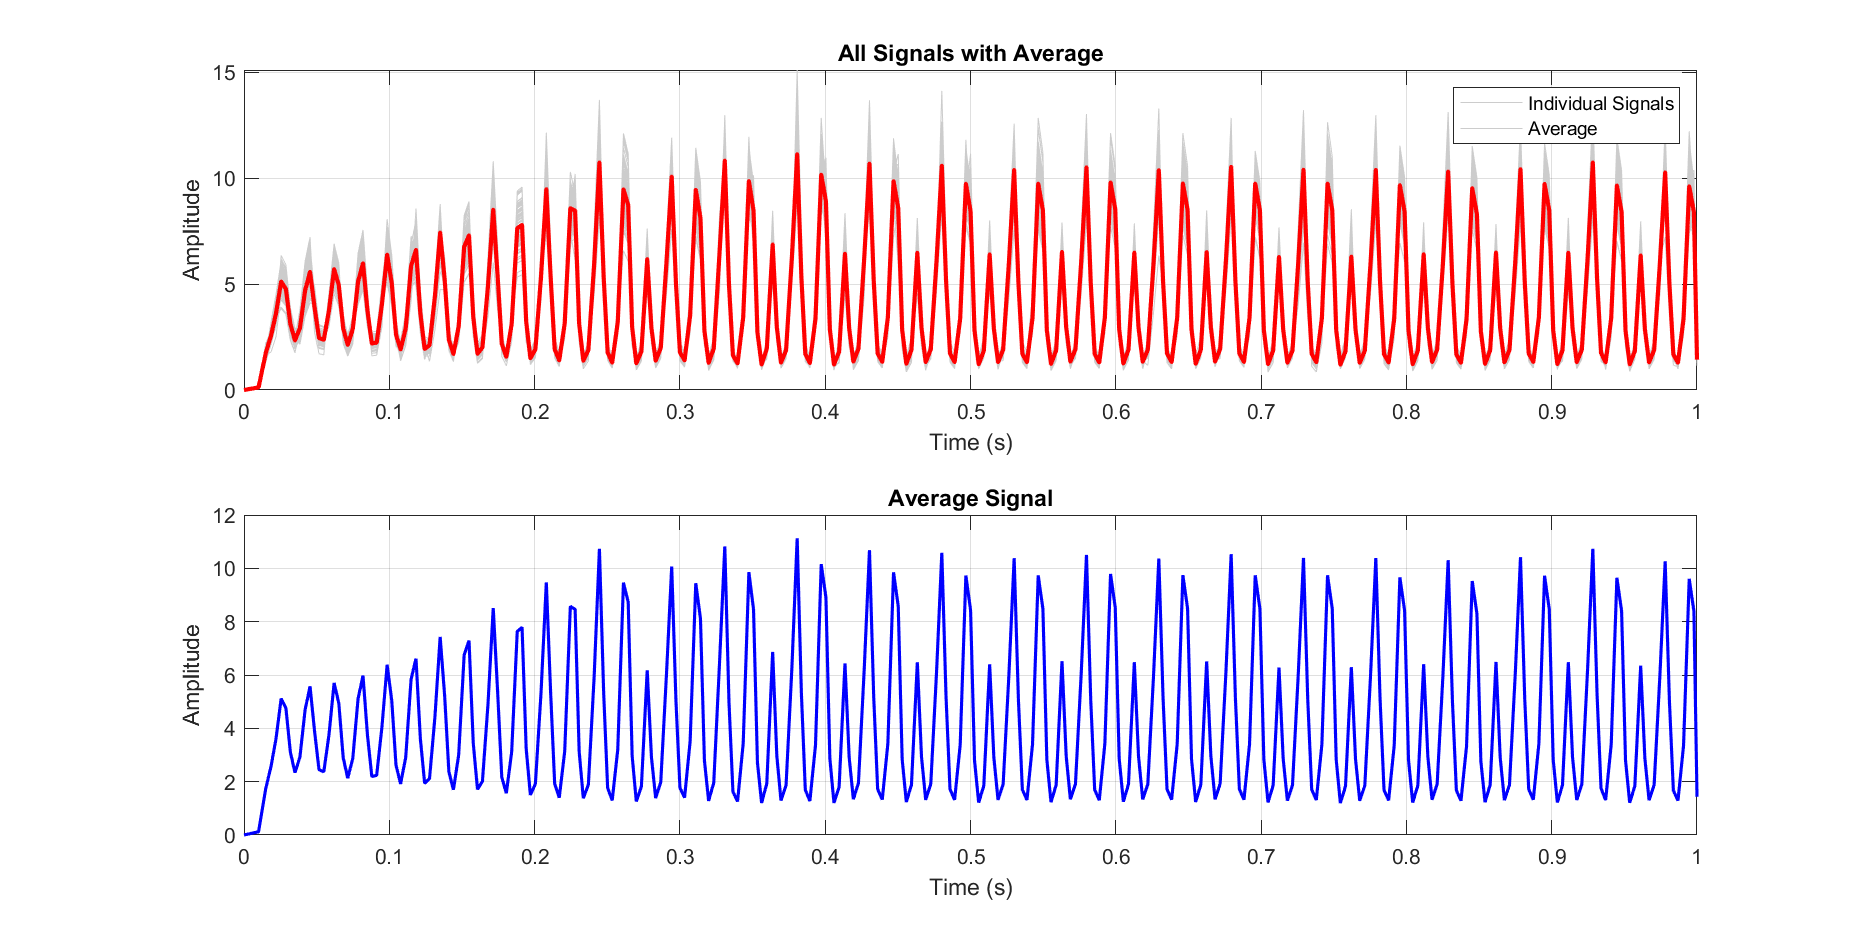 All Signals with Average
15
10
5
0
Amplitude
Individual Signals
Average
0 0.1 0.2 0.3 0.4 0.5 0.6 0.7 0.8 0.9 1
Time (s)
Average Signal
12
10
8
6
4
2
0
Amplitude
0 0.1 0.2 0.3 0.4 0.5 0.6 0.7 0.8 0.9 1
Time (s)